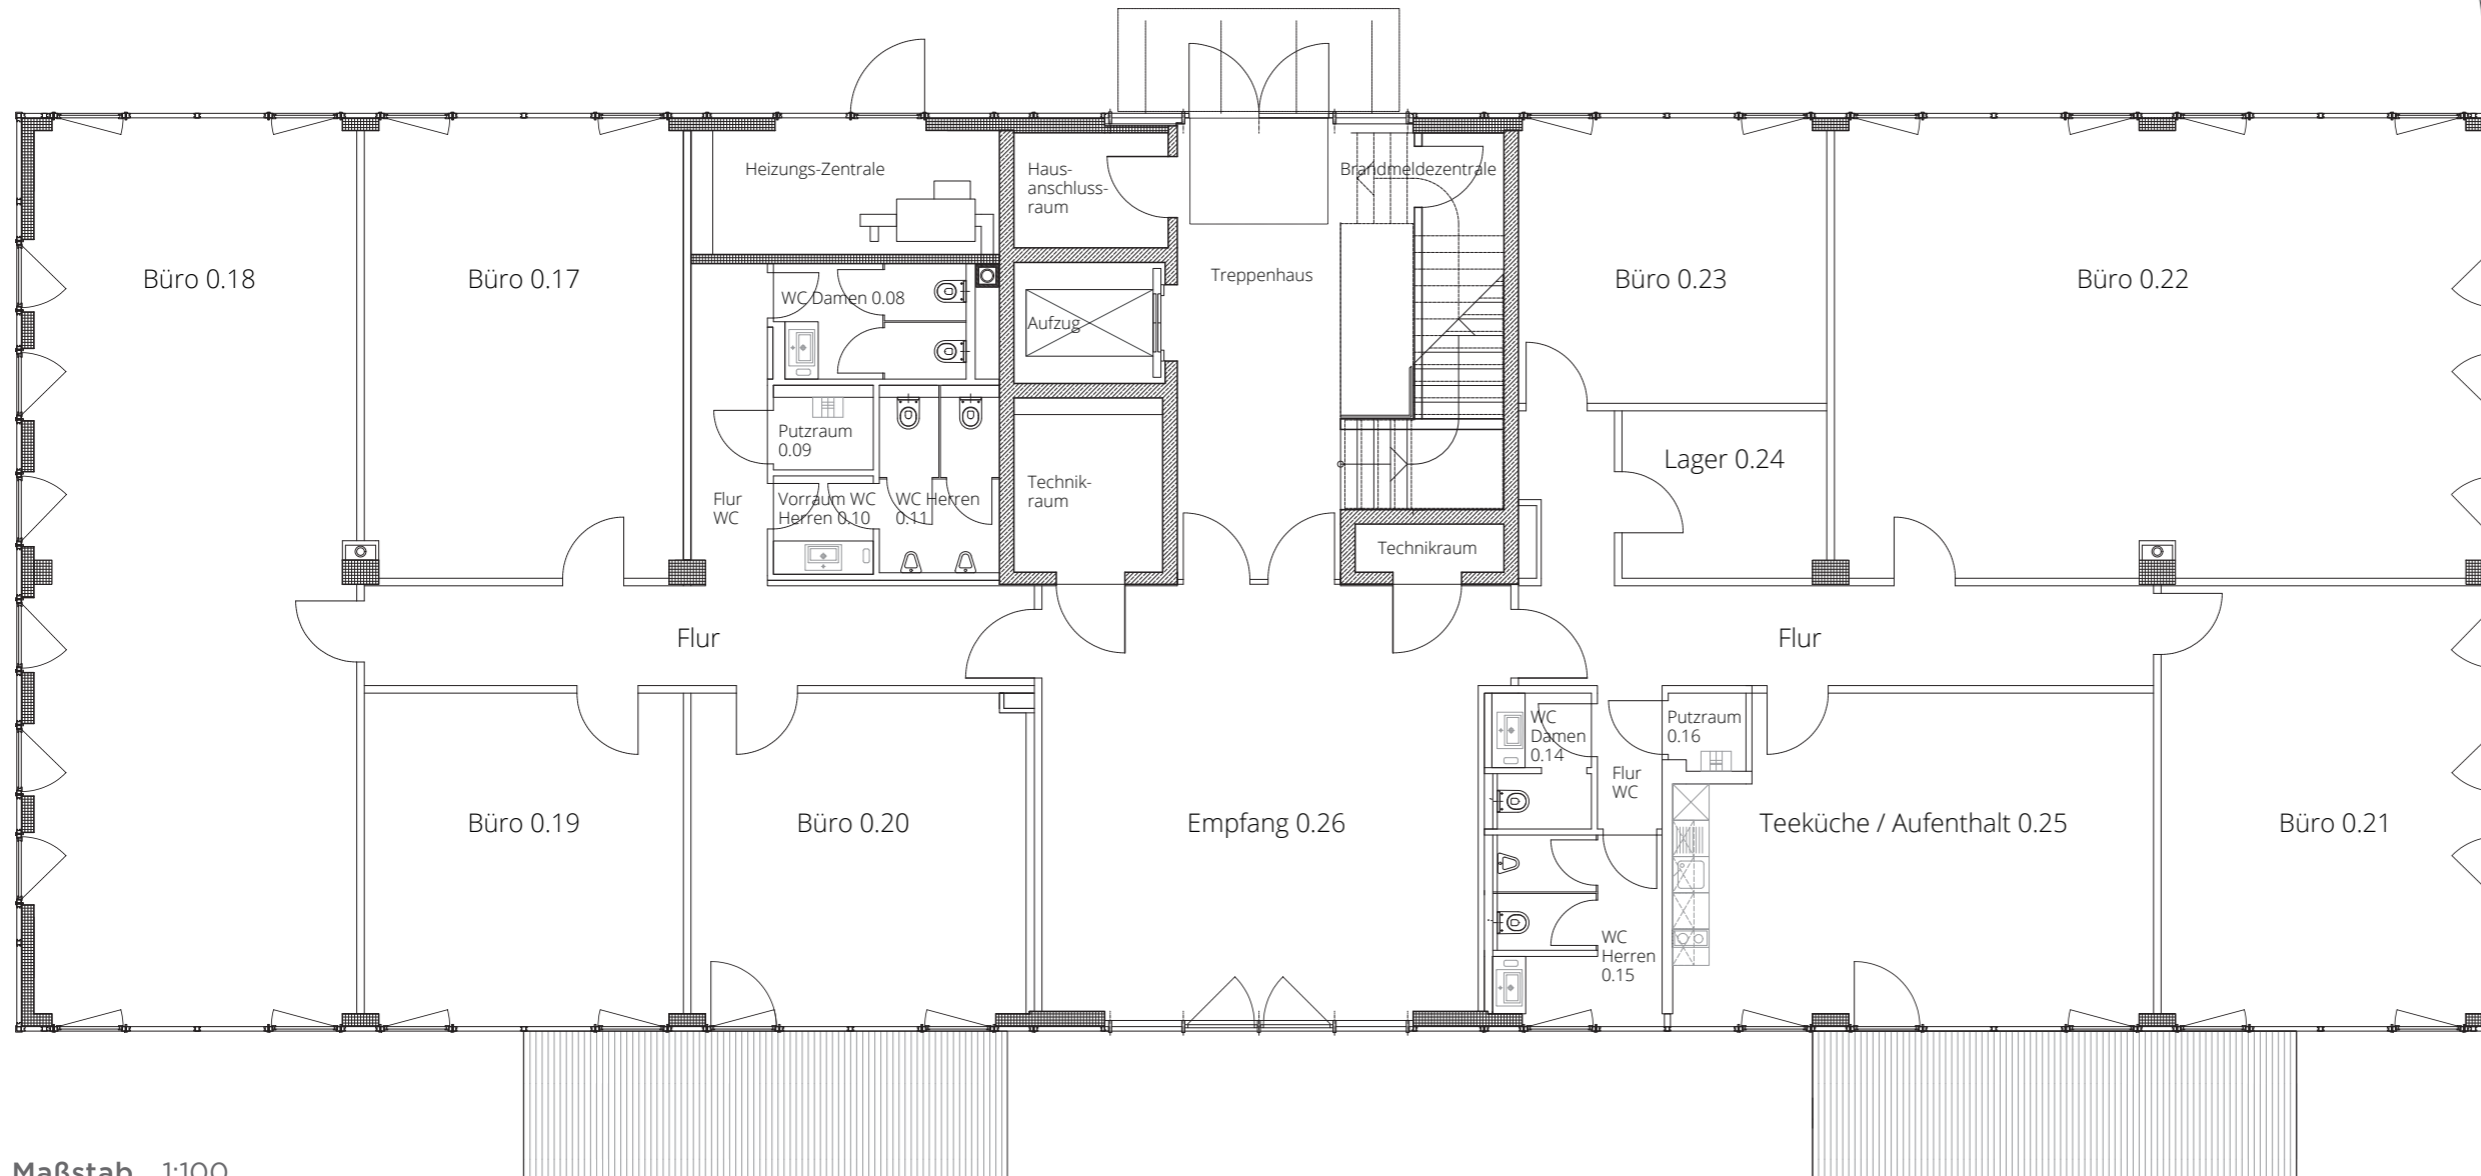 Heizungs-Zentrale
Haus-
anschluss-
raum
Brandmeldezentrale
Büro 0.18
Büro 0.17
WC Damen 0.08
Treppenhaus
Büro 0.23
Büro 0.22
Aufzug
Putzraum
0.09
Lager 0.24
Flur
WC
Vorraum WC
Herren 0.10
WC Herren
0.11
Technik-
raum
Technikraum
Flur
Flur
WC
Damen
0.14
Putzraum
0.16
Flur
WC
Büro 0.19
Büro 0.20
Empfang 0.26
Teeküche / Aufenthalt 0.25
Büro 0.21
WC
Herren
0.15
Maßstab 1:100